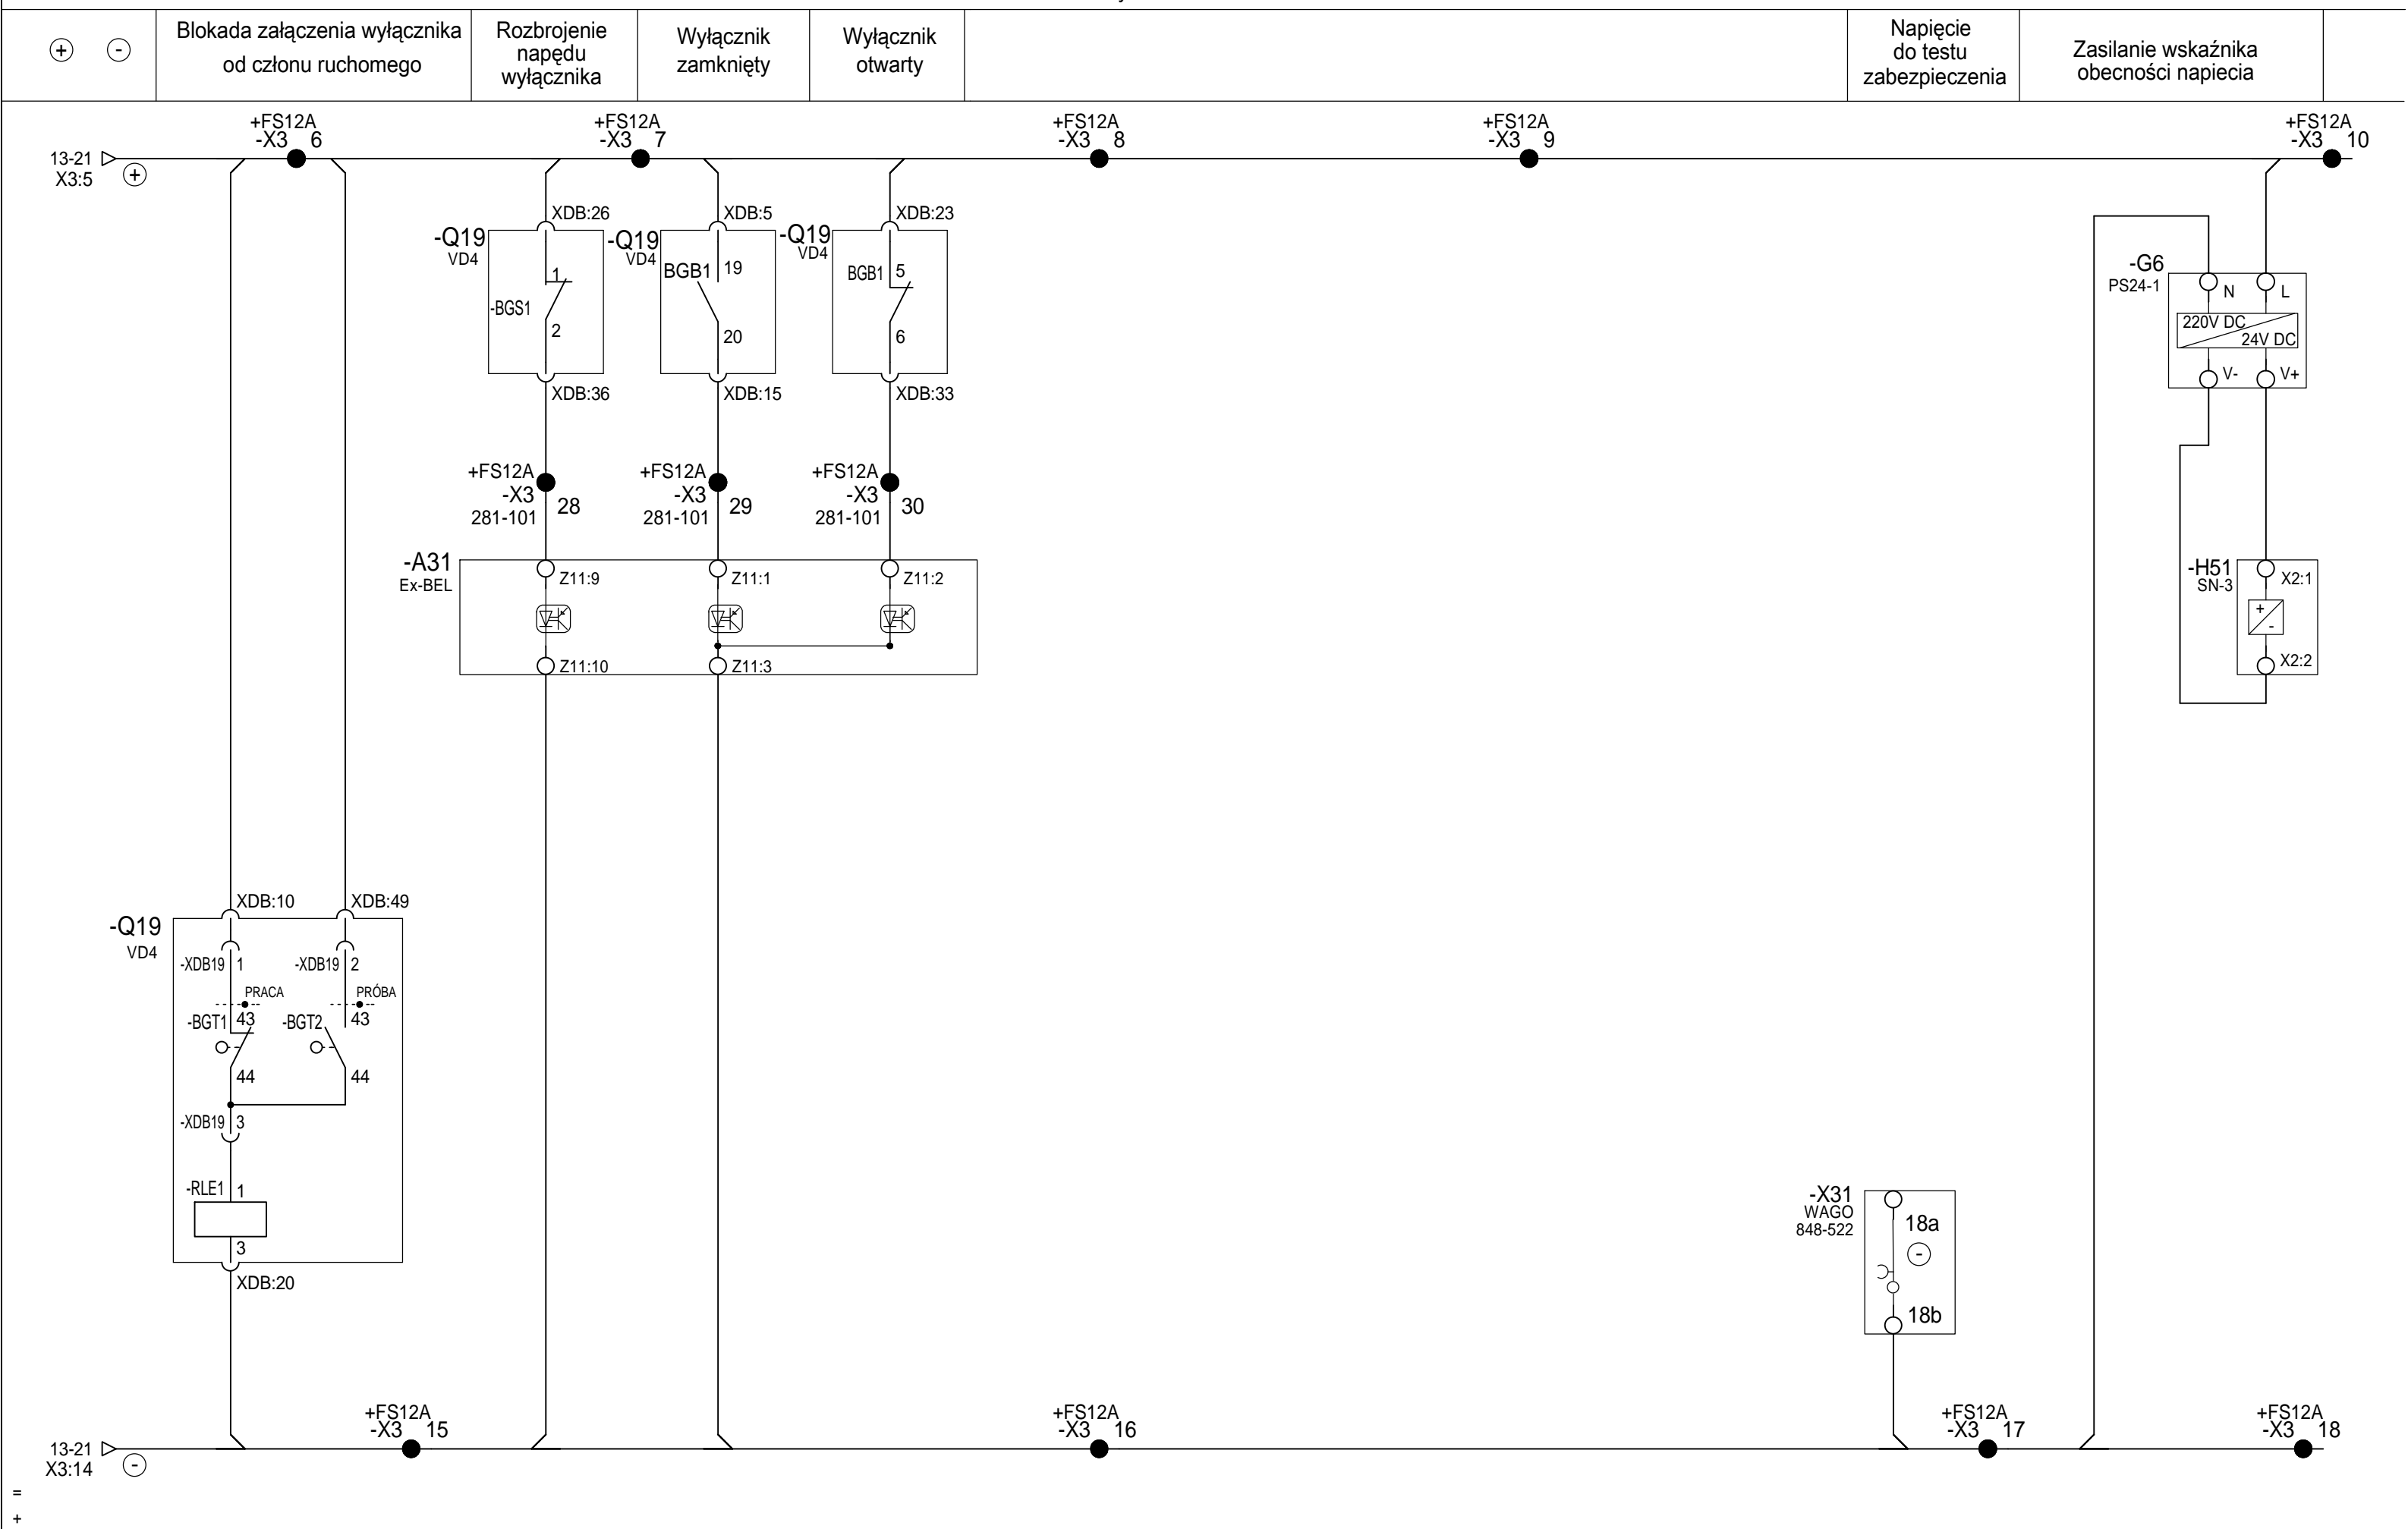 + -
Blokada załączenia wyłącznika
od członu ruchomego
Rozbrojenie
napędu
wyłącznika
Wyłącznik
zamknięty
Wyłącznik
otwarty
Napięcie
do testu
zabezpieczenia
Zasilanie wskaźnika
obecności napiecia
13-21
X3:5
+
+FS12A
-X3 6
+FS12A
-X3 7
+FS12A
-X3 8
+FS12A
-X3 9
+FS12A
-X3 10
XDB:26
-Q19
VD4
1
-BGS1
2
XDB:36
XDB:5
-Q19
VD4
BGB1 19
20
XDB:15
XDB:23
-Q19
VD4
BGB1 5
6
XDB:33
-G6
PS24-1
N L
220V DC
24V DC
V- V+
+FS12A
-X3
281-101
28
+FS12A
-X3
281-101
29
+FS12A
-X3
281-101
30
-A31
Ex-BEL
Z11:9
Z11:1
Z11:2
Z11:10
Z11:3
-H51
SN-3
X2:1
+
-
X2:2
XDB:10
XDB:49
-Q19
VD4
-XDB19 1
-XDB19 2
PRACA
PRÓBA
-BGT1 43
-BGT2 43
44
44
-XDB19 3
-RLE1 1
3
XDB:20
-X31
WAGO
848-522
18a
-
18b
13-21
X3:14
-
+FS12A
-X3 15
+FS12A
-X3 16
+FS12A
-X3 17
+FS12A
-X3 18
=
+